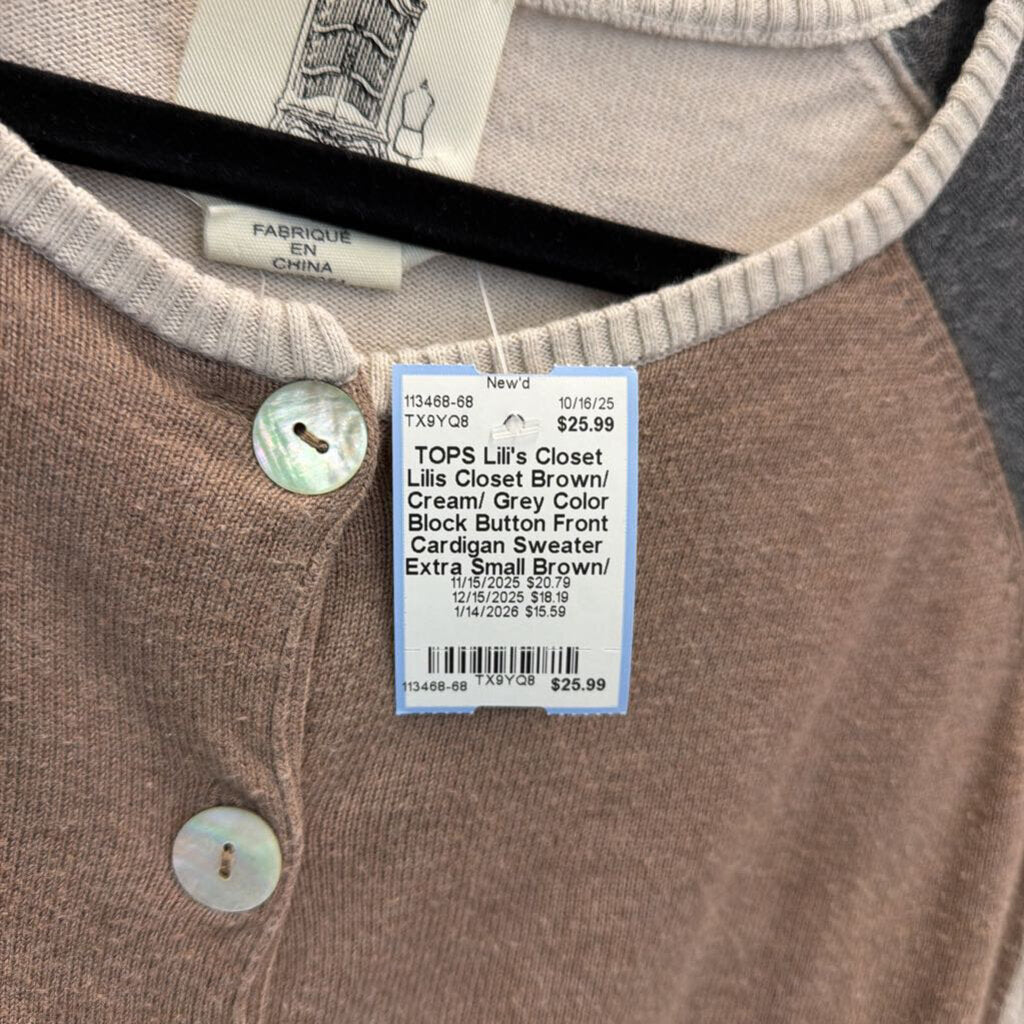 FABRIQUÉ
EN
CHINA
New'd
113468-68 10/16/25
TX9YQ8 $25.99
TOPS Lili's Closet
Lilis Closet Brown/
Cream/ Grey Color
Block Button Front
Cardigan Sweater
Extra Small Brown/
11/15/2025 $20.79
12/15/2025 $18.19
1/14/2026 $15.59
113468-68 TX9YQ8 $25.99